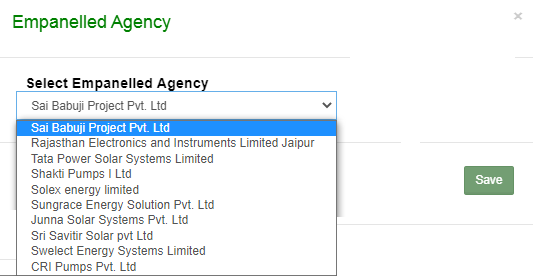 Empanelled Agency
×
Select Empanelled Agency
Sai Babuji Project Pvt. Ltd
Sai Babuji Project Pvt. Ltd
Rajasthan Electronics and Instruments Limited Jaipur
Tata Power Solar Systems Limited
Shakti Pumps I Ltd
Solex energy limited
Sungrace Energy Solution Pvt. Ltd
Junna Solar Systems Pvt. Ltd
Sri Savitir Solar pvt Ltd
Swelect Energy Systems Limited
CRI Pumps Pvt. Ltd
Save